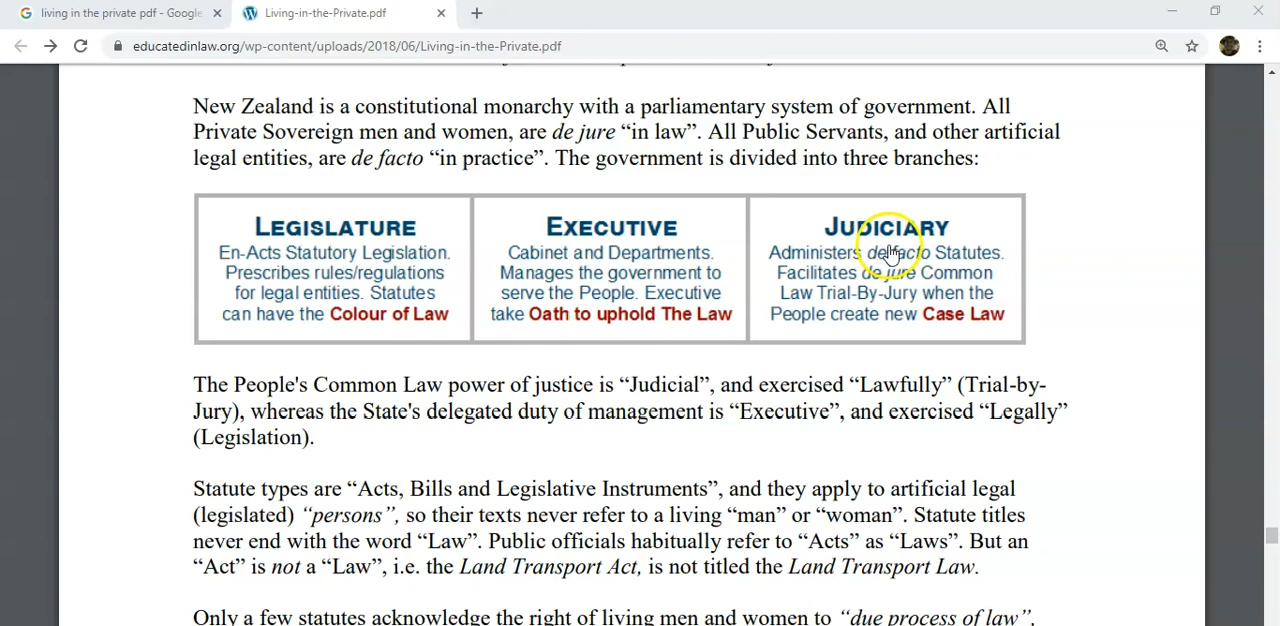 living in the private pdf - Google
Living-in-the-Private.pdf
educatedinlaw.org/wp-content/uploads/2018/06/Living-in-the-Private.pdf
New Zealand is a constitutional monarchy with a parliamentary system of government. All
Private Sovereign men and women, are de jure “in law”. All Public Servants, and other artificial
legal entities, are de facto “in practice”. The government is divided into three branches:
LEGISLATURE
En-Acts Statutory Legislation.
Prescribes rules/regulations
for legal entities. Statutes
can have the Colour of Law
EXECUTIVE
Cabinet and Departments.
Manages the government to
serve the People. Executive
take Oath to uphold The Law
JUDICIARY
Administers de facto Statutes.
Facilitates de jure Common
Law Trial-By-Jury when the
People create new Case Law
The People's Common Law power of justice is “Judicial”, and exercised “Lawfully” (Trial-by-
Jury), whereas the State's delegated duty of management is “Executive”, and exercised “Legally”
(Legislation).
Statute types are “Acts, Bills and Legislative Instruments”, and they apply to artificial legal
(legislated) “persons”, so their texts never refer to a living “man” or “woman”. Statute titles
never end with the word “Law”. Public officials habitually refer to “Acts” as “Laws”. But an
“Act” is not a “Law”, i.e. the Land Transport Act, is not titled the Land Transport Law.
Only a few statutes acknowledge the right of living men and women to “due process of law”,